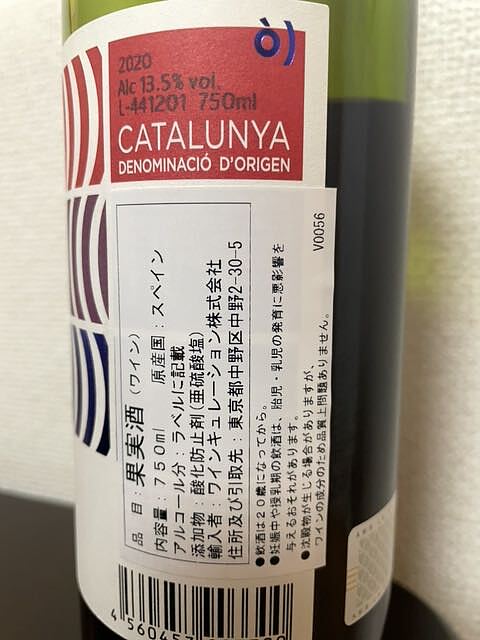 2020
Alc 13.5% vol.
L-441201 750ml
CATALUNYA
DENOMINACIÓ D'ORIGEN
品 目：果実酒（ワイン）
内容量：750ml 原産国：スペイン
アルコール分：ラベルに記載
添加物：酸化防止剤(亜硫酸塩)
輸入者：ワインキュレーション株式会社
住所及び引取先：東京都中野区中野2-30-5
●飲酒は20歳になってから。
●妊娠中や授乳期の飲酒は、胎児・乳児の発育に悪影響を
与えるおそれがあります。
●沈殿物が生じる場合がありますが、
ワインの成分のため品質上問題ありません。
V0056